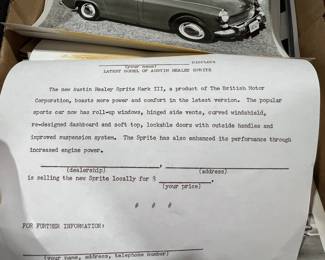 (your name) pictures
LATEST MODEL OF AUSTIN HEALEY SPRITE
The new Austin Healey Sprite Mark III, a product of The British Motor
Corporation, boasts more power and comfort in the latest version. The popular
sports car now has roll-up windows, hinged side vents, curved windshield,
re-designed dashboard and soft top, lockable doors with outside handles and
improved suspension system. The Sprite has also enhanced its performance through
increased engine power.
(dealership) , (address)
is selling the new Sprite locally for $ .
(your price)
# # #
FOR FURTHER INFORMATION:
(your name, address, telephone number)